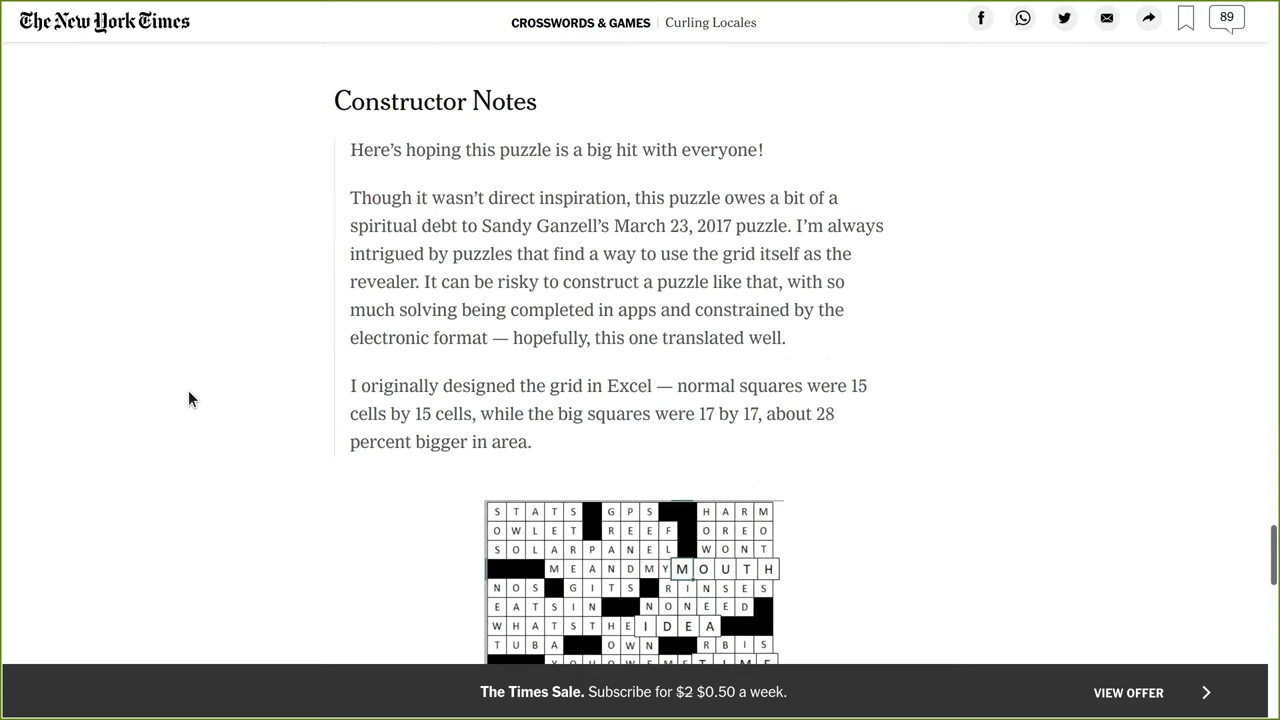 The New York Times
CROSSWORDS & GAMES | Curling Locales
89
Constructor Notes
Here's hoping this puzzle is a big hit with everyone!
Though it wasn't direct inspiration, this puzzle owes a bit of a
spiritual debt to Sandy Ganzell's March 23, 2017 puzzle. I'm always
intrigued by puzzles that find a way to use the grid itself as the
revealer. It can be risky to construct a puzzle like that, with so
much solving being completed in apps and constrained by the
electronic format — hopefully, this one translated well.
I originally designed the grid in Excel — normal squares were 15
cells by 15 cells, while the big squares were 17 by 17, about 28
percent bigger in area.
S T A T S G P S H A R M
O W L E T R E E F O R E O
S O L A R P A N E L W O N T
M E A N D M Y M O U T H
N O S G I T S R I N S E S
E A T S I N N O N E E D
W H A T S T H E I D E A
T U B A O W N R B I S
Y O U O W E M E T I M E
The Times Sale. Subscribe for $2 $0.50 a week.
VIEW OFFER